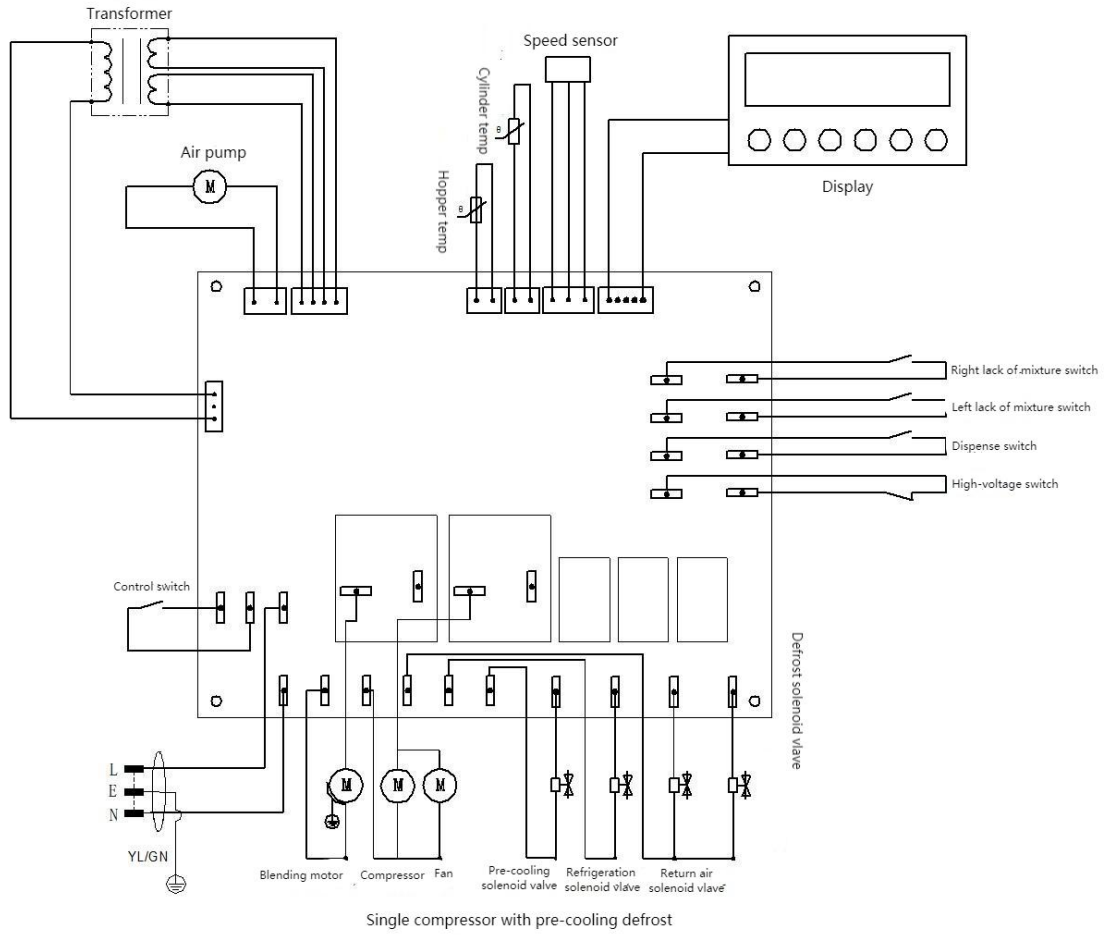 Transformer
Speed sensor
Cylinder temp
θ
Air pump
M
Hopper temp
θ
Display
Right lack of mixture switch
Left lack of mixture switch
Dispense switch
High-voltage switch
Control switch
Defrost solenoid vlave
L
E
N
M
M
M
YL/GN
Blending motor
Compressor
Fan
Pre-cooling
solenoid valve
Refrigeration
solenoid vlave
Return air
solenoid vlave
Single compressor with pre-cooling defrost